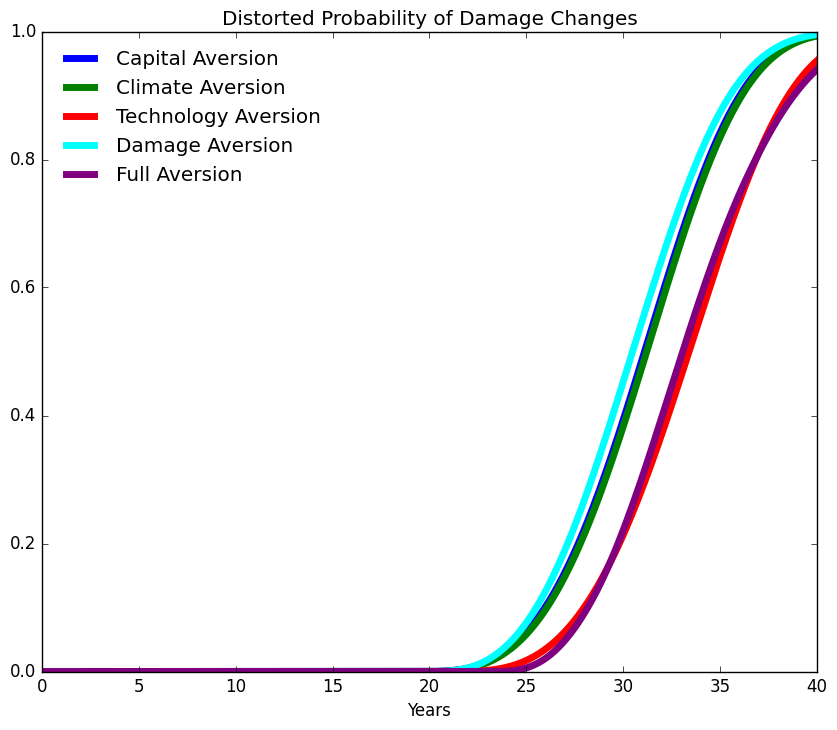 Distorted Probability of Damage Changes
1.0
0.8
0.6
0.4
0.2
0.0
Capital Aversion
Climate Aversion
Technology Aversion
Damage Aversion
Full Aversion
0 5 10 15 20 25 30 35 40
Years